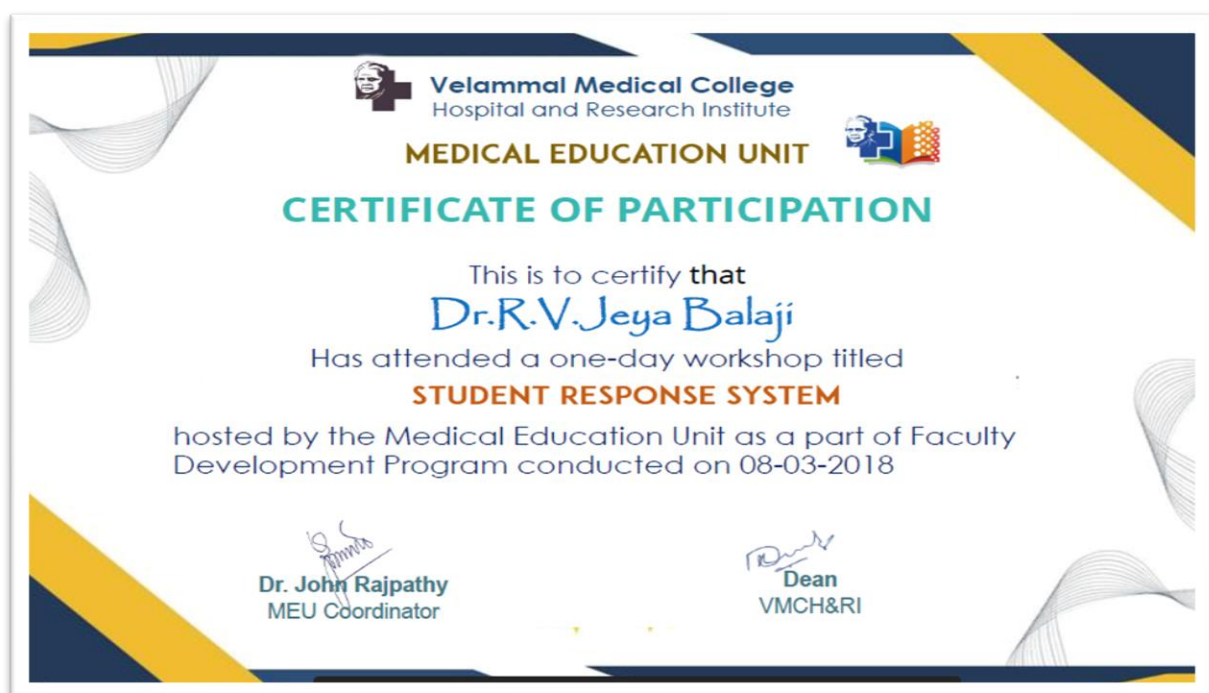 Velammal Medical College
Hospital and Research Institute
MEDICAL EDUCATION UNIT
CERTIFICATE OF PARTICIPATION
This is to certify that
Dr.R.V.Jeya Balaji
Has attended a one-day workshop titled
STUDENT RESPONSE SYSTEM
hosted by the Medical Education Unit as a part of Faculty
Development Program conducted on 08-03-2018
Dr. John Rajpathy
MEU Coordinator
Dean
VMCH&RI